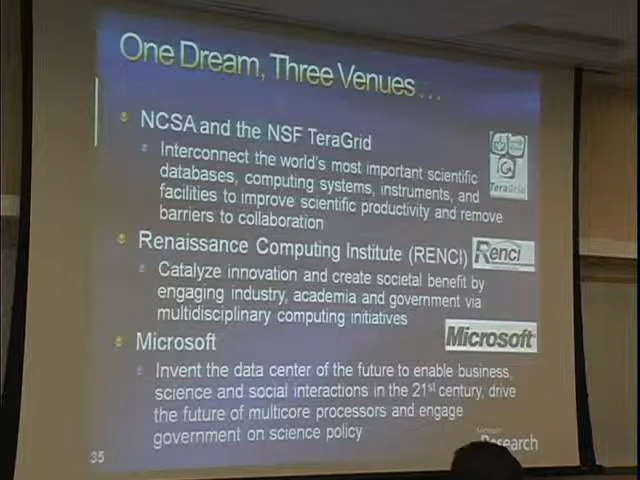 One Dream, Three Venues...
NCSA and the NSF TeraGrid
Interconnect the world's most important scientific
databases, computing systems, instruments, and
facilities to improve scientific productivity and remove
barriers to collaboration
TeraGrid
Renaissance Computing Institute (RENCI)
Renci
Catalyze innovation and create societal benefit by
engaging industry, academia and government via
multidisciplinary computing initiatives
Microsoft
Microsoft
Invent the data center of the future to enable business,
science and social interactions in the 21st century, drive
the future of multicore processors and engage
government on science policy
35
Research